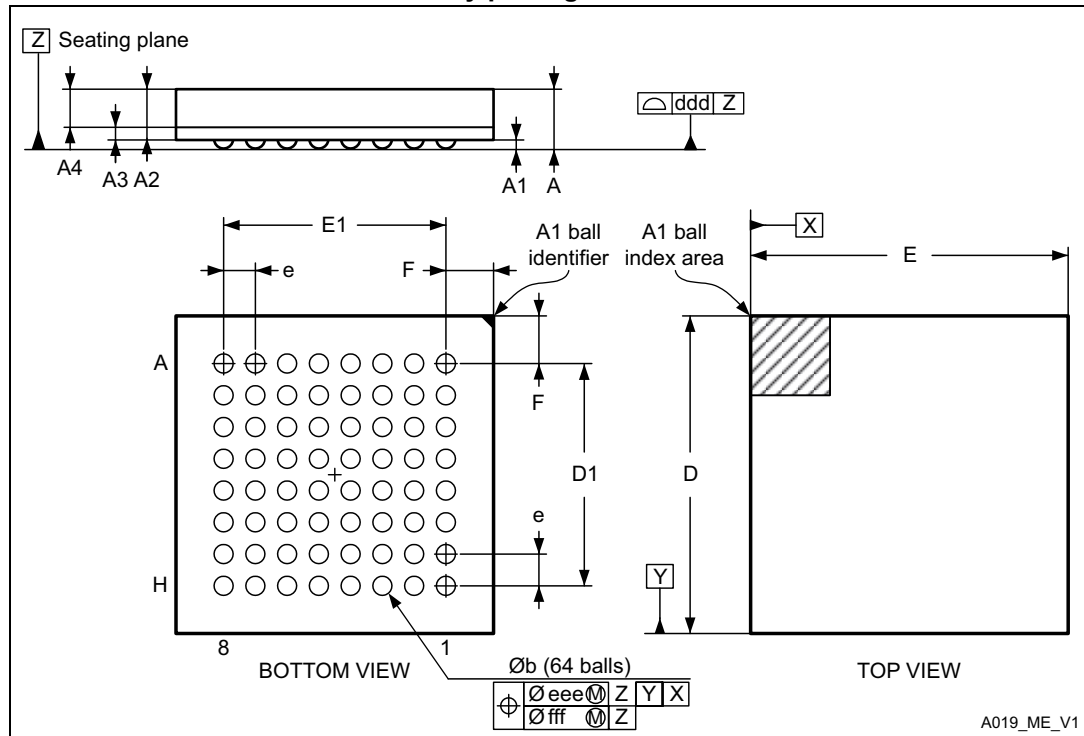 Z Seating plane
ddd Z
A4 A3 A2 A1 A
E1
A1 ball identifier
A1 ball index area
X
e
F
E
A
F
D1
D
e
H
Y
8 1
BOTTOM VIEW
Øb (64 balls)
TOP VIEW
Ø eee Ⓜ Z Y X
Ø fff Ⓜ Z
A019_ME_V1